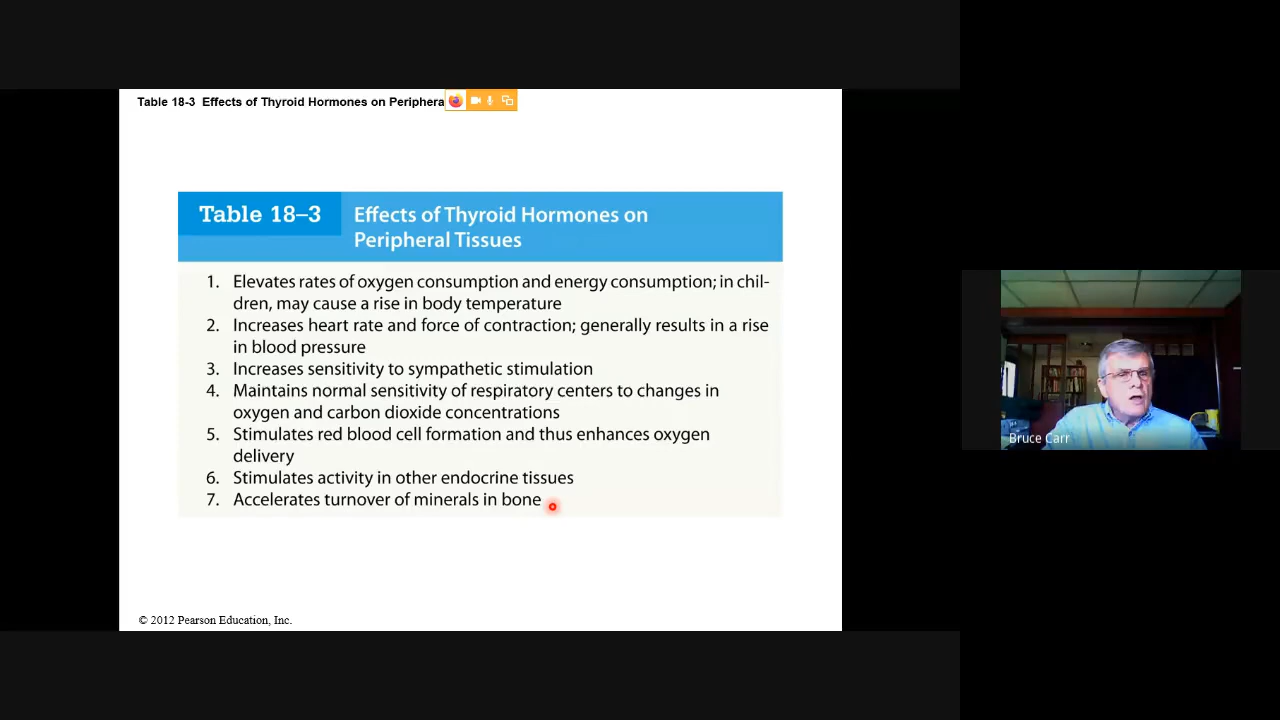 Table 18-3 Effects of Thyroid Hormones on Periphera
Table 18–3
Effects of Thyroid Hormones on
Peripheral Tissues
1. Elevates rates of oxygen consumption and energy consumption; in chil-
dren, may cause a rise in body temperature
2. Increases heart rate and force of contraction; generally results in a rise
in blood pressure
3. Increases sensitivity to sympathetic stimulation
4. Maintains normal sensitivity of respiratory centers to changes in
oxygen and carbon dioxide concentrations
5. Stimulates red blood cell formation and thus enhances oxygen
delivery
6. Stimulates activity in other endocrine tissues
7. Accelerates turnover of minerals in bone
© 2012 Pearson Education, Inc.
Bruce Carr